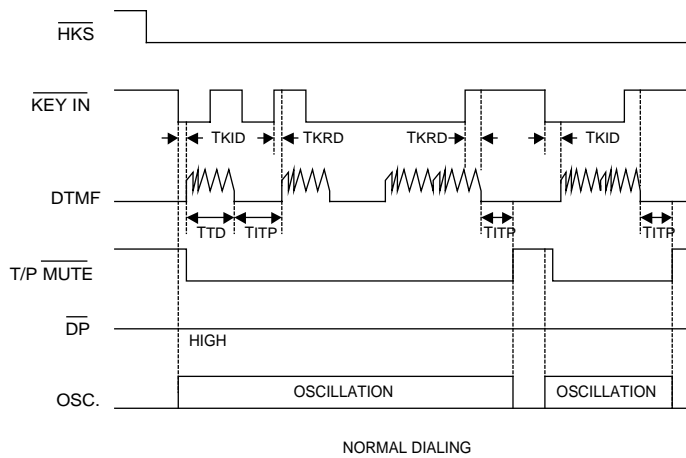 HKS
KEY IN
TKID
TKRD
TKRD
TKID
DTMF
TTD
TITP
TITP
TITP
T/P MUTE
DP
HIGH
OSC.
OSCILLATION
OSCILLATION
NORMAL DIALING